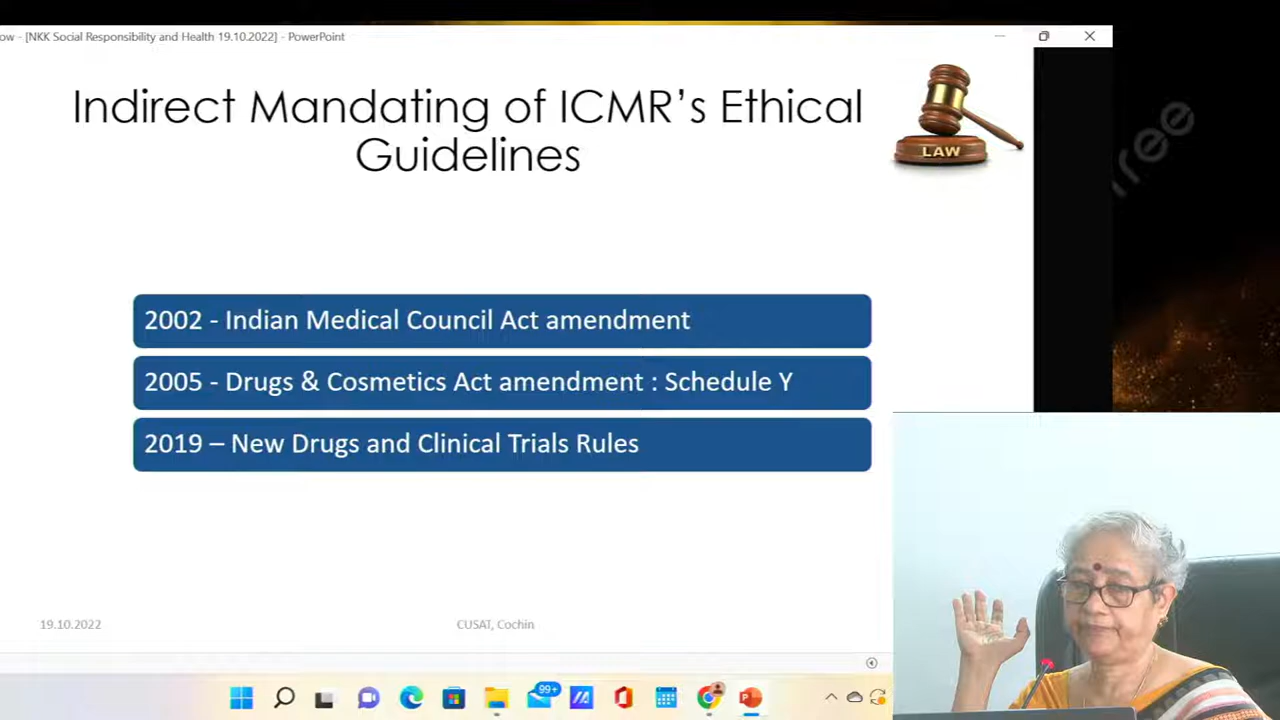 ow - [NKK Social Responsibility and Health 19.10.2022] - PowerPoint
Indirect Mandating of ICMR's Ethical
Guidelines
LAW
ree
2002 - Indian Medical Council Act amendment
2005 - Drugs & Cosmetics Act amendment : Schedule Y
2019 – New Drugs and Clinical Trials Rules
19.10.2022
CUSAT, Cochin
99+